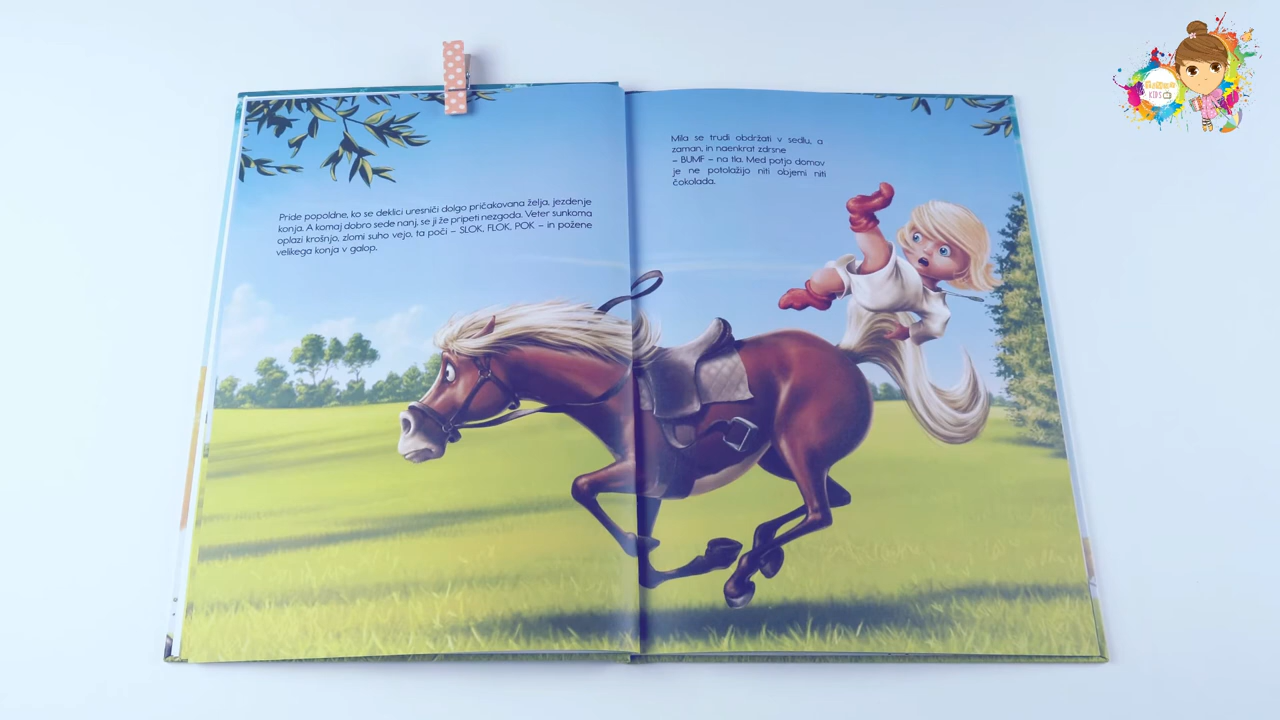 Pride popoldne, ko se deklici uresniči dolgo pričakovana želja, jezdenje
konja. A komaj dobro sede nanj, se ji že pripeti nezgoda. Veter sunkoma
oplazi krošnjo, zlomi suho vejo, ta poči – SLOK, FLOK, POK – in požene
velikega konja v galop.
Mila se trudi obdržati v sedlu, a
zaman, in naenkrat zdrsne
– BUMF – na tla. Med potjo domov
je ne potolažijo niti objemi niti
čokolada.
KIDS